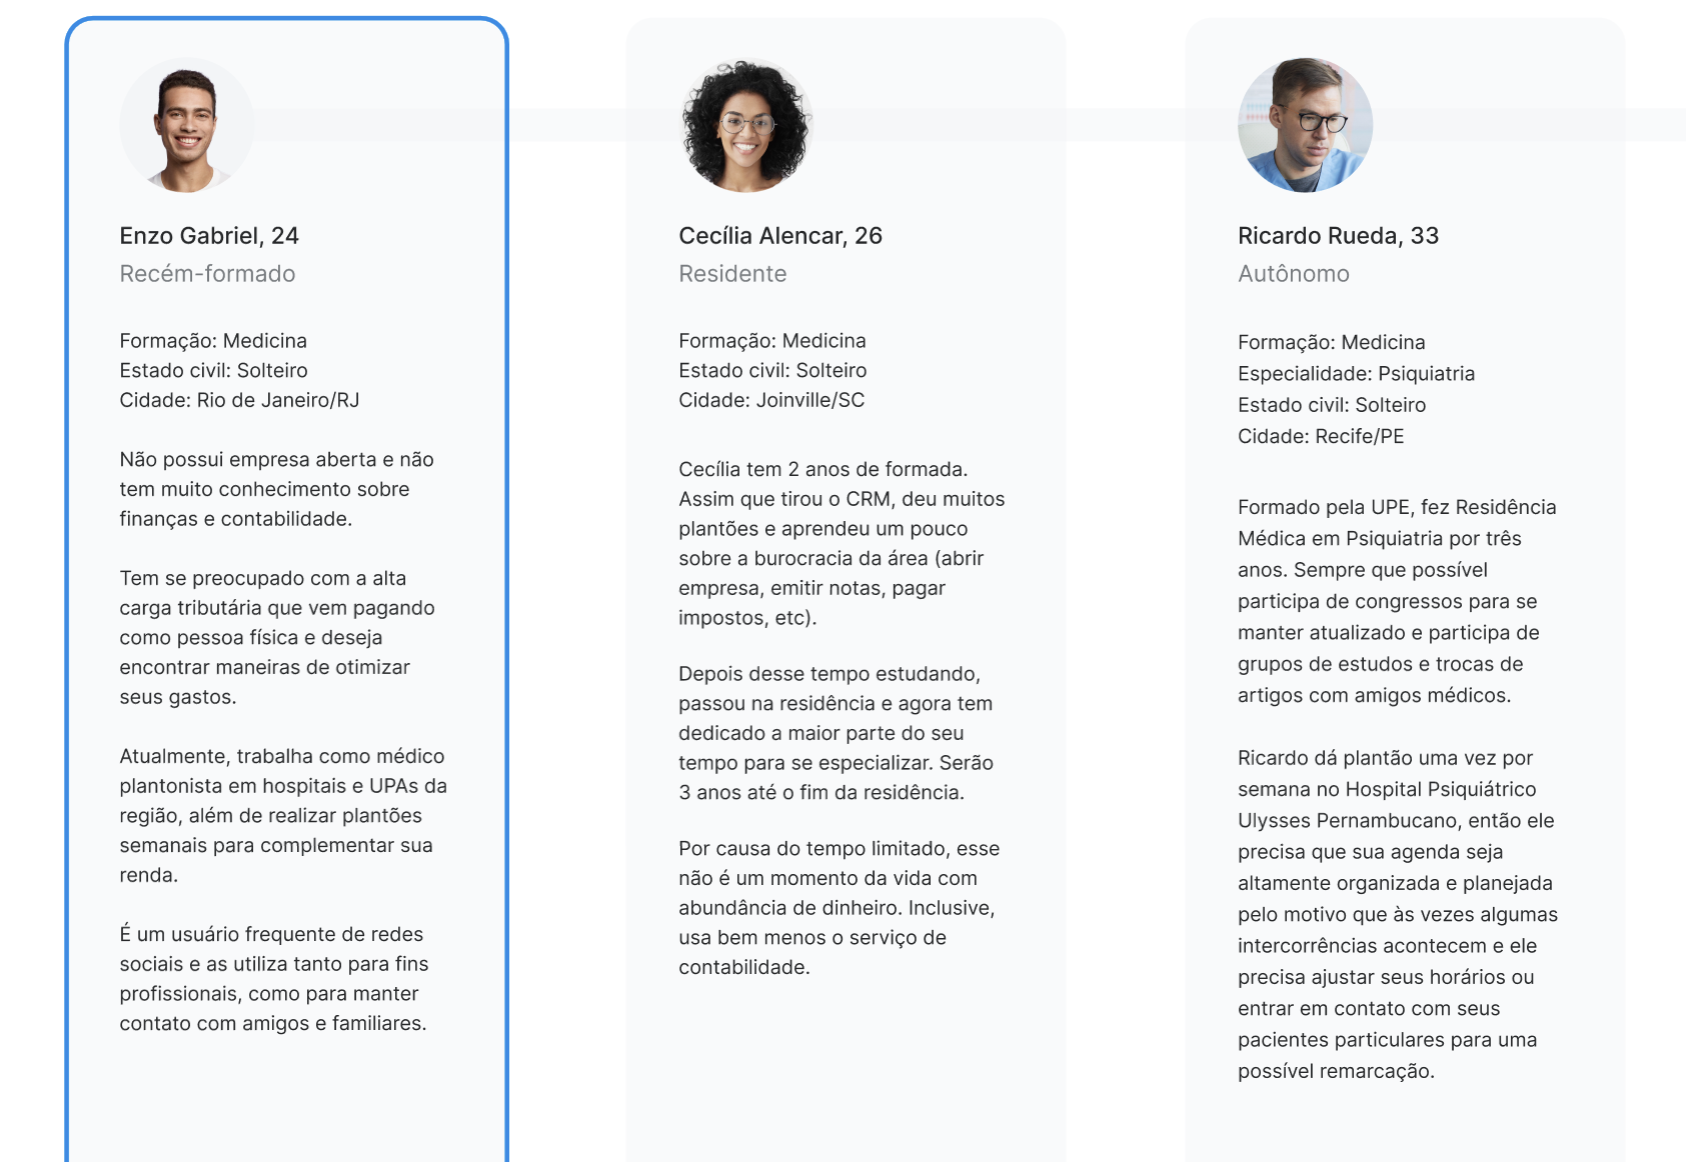 Enzo Gabriel, 24
Recém-formado
Formação: Medicina
Estado civil: Solteiro
Cidade: Rio de Janeiro/RJ
Não possui empresa aberta e não
tem muito conhecimento sobre
finanças e contabilidade.
Tem se preocupado com a alta
carga tributária que vem pagando
como pessoa física e deseja
encontrar maneiras de otimizar
seus gastos.
Atualmente, trabalha como médico
plantonista em hospitais e UPAs da
região, além de realizar plantões
semanais para complementar sua
renda.
É um usuário frequente de redes
sociais e as utiliza tanto para fins
profissionais, como para manter
contato com amigos e familiares.
Cecília Alencar, 26
Residente
Formação: Medicina
Estado civil: Solteiro
Cidade: Joinville/SC
Cecília tem 2 anos de formada.
Assim que tirou o CRM, deu muitos
plantões e aprendeu um pouco
sobre a burocracia da área (abrir
empresa, emitir notas, pagar
impostos, etc).
Depois desse tempo estudando,
passou na residência e agora tem
dedicado a maior parte do seu
tempo para se especializar. Serão
3 anos até o fim da residência.
Por causa do tempo limitado, esse
não é um momento da vida com
abundância de dinheiro. Inclusive,
usa bem menos o serviço de
contabilidade.
Ricardo Rueda, 33
Autônomo
Formação: Medicina
Especialidade: Psiquiatria
Estado civil: Solteiro
Cidade: Recife/PE
Formado pela UPE, fez Residência
Médica em Psiquiatria por três
anos. Sempre que possível
participa de congressos para se
manter atualizado e participa de
grupos de estudos e trocas de
artigos com amigos médicos.
Ricardo dá plantão uma vez por
semana no Hospital Psiquiátrico
Ulysses Pernambucano, então ele
precisa que sua agenda seja
altamente organizada e planejada
pelo motivo que às vezes algumas
intercorrências acontecem e ele
precisa ajustar seus horários ou
entrar em contato com seus
pacientes particulares para uma
possível remarcação.